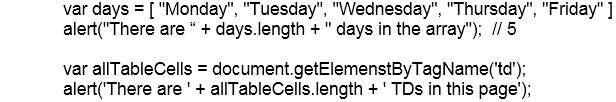 var days = [ "Monday", "Tuesday", "Wednesday", "Thursday", "Friday" ]
alert("There are “ + days.length + " days in the array");  // 5
var allTableCells = document.getElemenstByTagName('td');
alert('There are ' + allTableCells.length + ' TDs in this page');